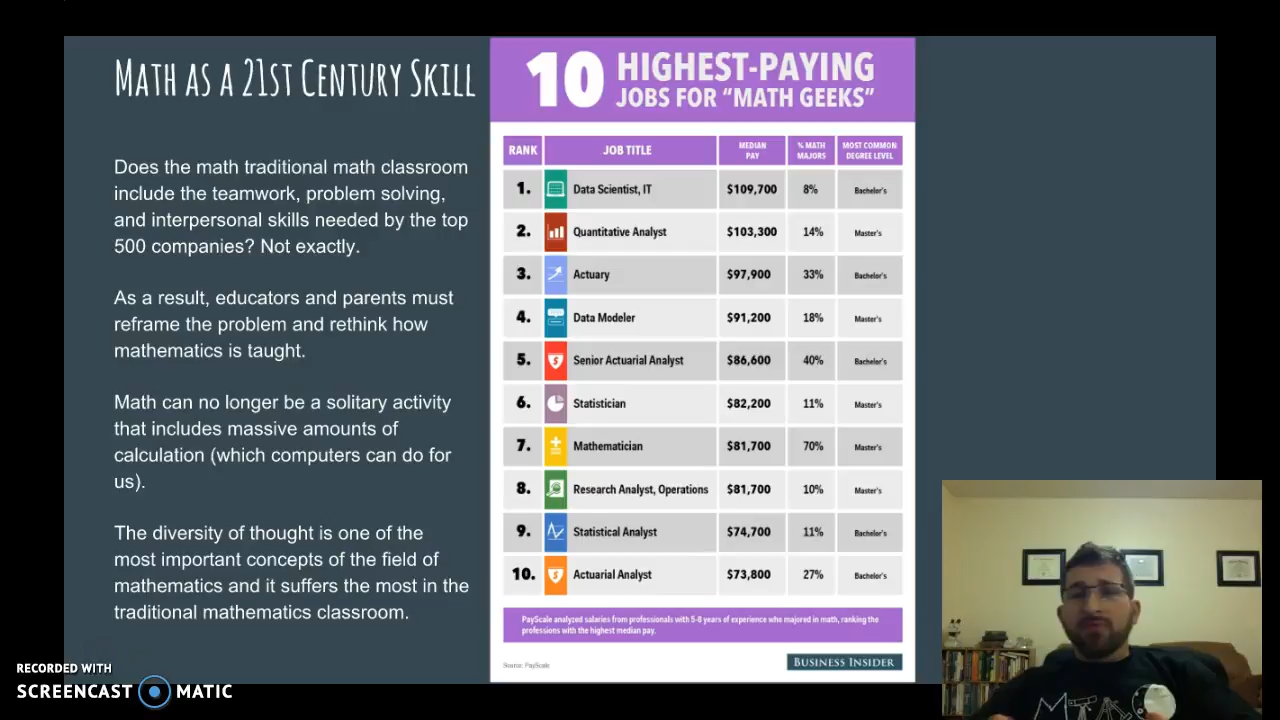 MATH AS A 21ST CENTURY SKILL
Does the math traditional math classroom
include the teamwork, problem solving,
and interpersonal skills needed by the top
500 companies? Not exactly.
As a result, educators and parents must
reframe the problem and rethink how
mathematics is taught.
Math can no longer be a solitary activity
that includes massive amounts of
calculation (which computers can do for
us).
The diversity of thought is one of the
most important concepts of the field of
mathematics and it suffers the most in the
traditional mathematics classroom.
10 HIGHEST-PAYING
JOBS FOR "MATH GEEKS"
RANK JOB TITLE MEDIAN PAY % MATH MAJORS MOST COMMON DEGREE LEVEL
1. Data Scientist, IT $109,700 8% Bachelor's
2. Quantitative Analyst $103,300 14% Master's
3. Actuary $97,900 33% Bachelor's
4. Data Modeler $91,200 18% Master's
5. Senior Actuarial Analyst $86,600 40% Bachelor's
6. Statistician $82,200 11% Master's
7. Mathematician $81,700 70% Master's
8. Research Analyst, Operations $81,700 10% Master's
9. Statistical Analyst $74,700 11% Bachelor's
10. Actuarial Analyst $73,800 27% Bachelor's
PayScale analyzed salaries from professionals with 5-8 years of experience who majored in math, ranking the
professions with the highest median pay.
Source: PayScale
BUSINESS INSIDER
RECORDED WITH
SCREENCAST MATIC